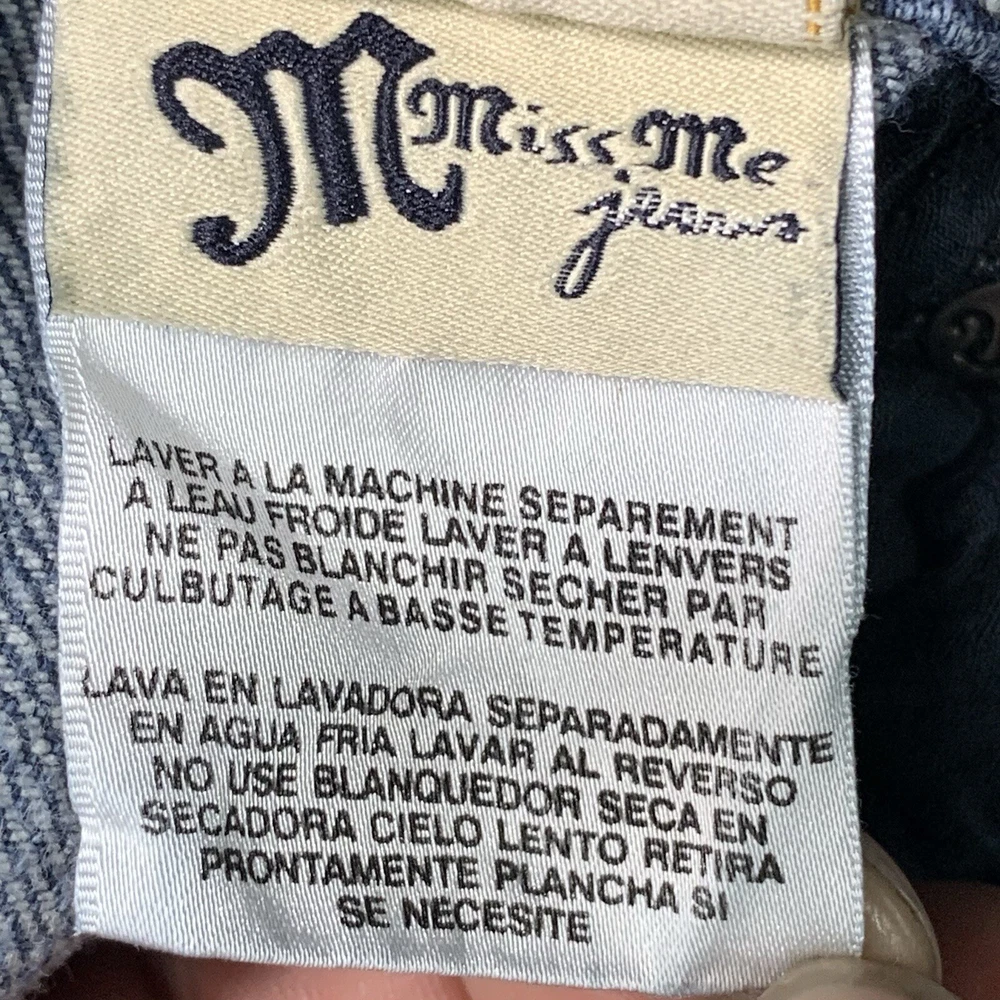 M Miss Me
jeans
LAVER A LA MACHINE SEPAREMENT
A LEAU FROIDE LAVER A LENVERS
NE PAS BLANCHIR SECHER PAR
CULBUTAGE A BASSE TEMPERATURE
LAVA EN LAVADORA SEPARADAMENTE
EN AGUA FRIA LAVAR AL REVERSO
NO USE BLANQUEDOR SECA EN
SECADORA CIELO LENTO RETIRA
PRONTAMENTE PLANCHA SI
SE NECESITE